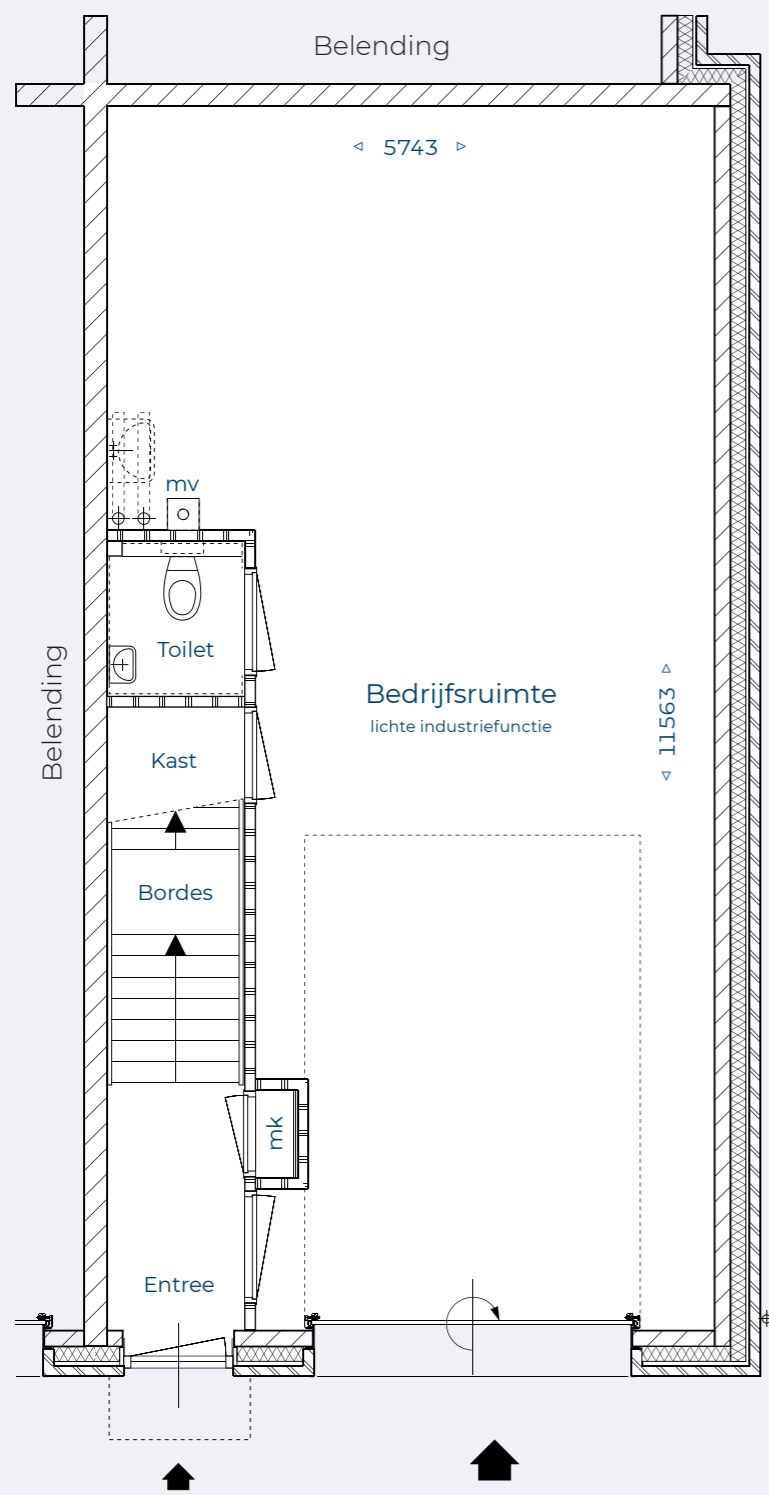 Belending
5743
mv
Toilet
Belending
Bedrijfsruimte
lichte industriefunctie
11563
Kast
Bordes
mk
Entree